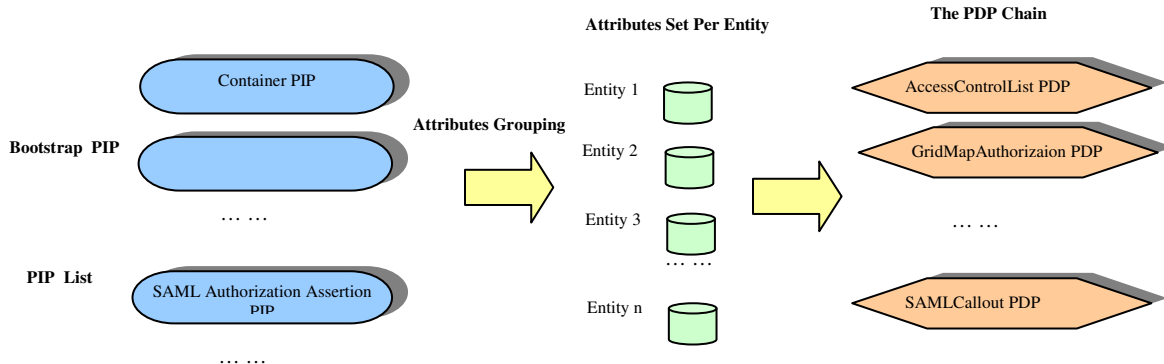 Attributes Set Per Entity
The PDP Chain
Container PIP
Entity 1
AccessControlList PDP
Attributes Grouping
Bootstrap PIP
Entity 2
GridMapAuthorizaion PDP
… …
Entity 3
… …
… …
PIP List
SAML Authorization Assertion
PIP
Entity n
SAMLCallout PDP
… …